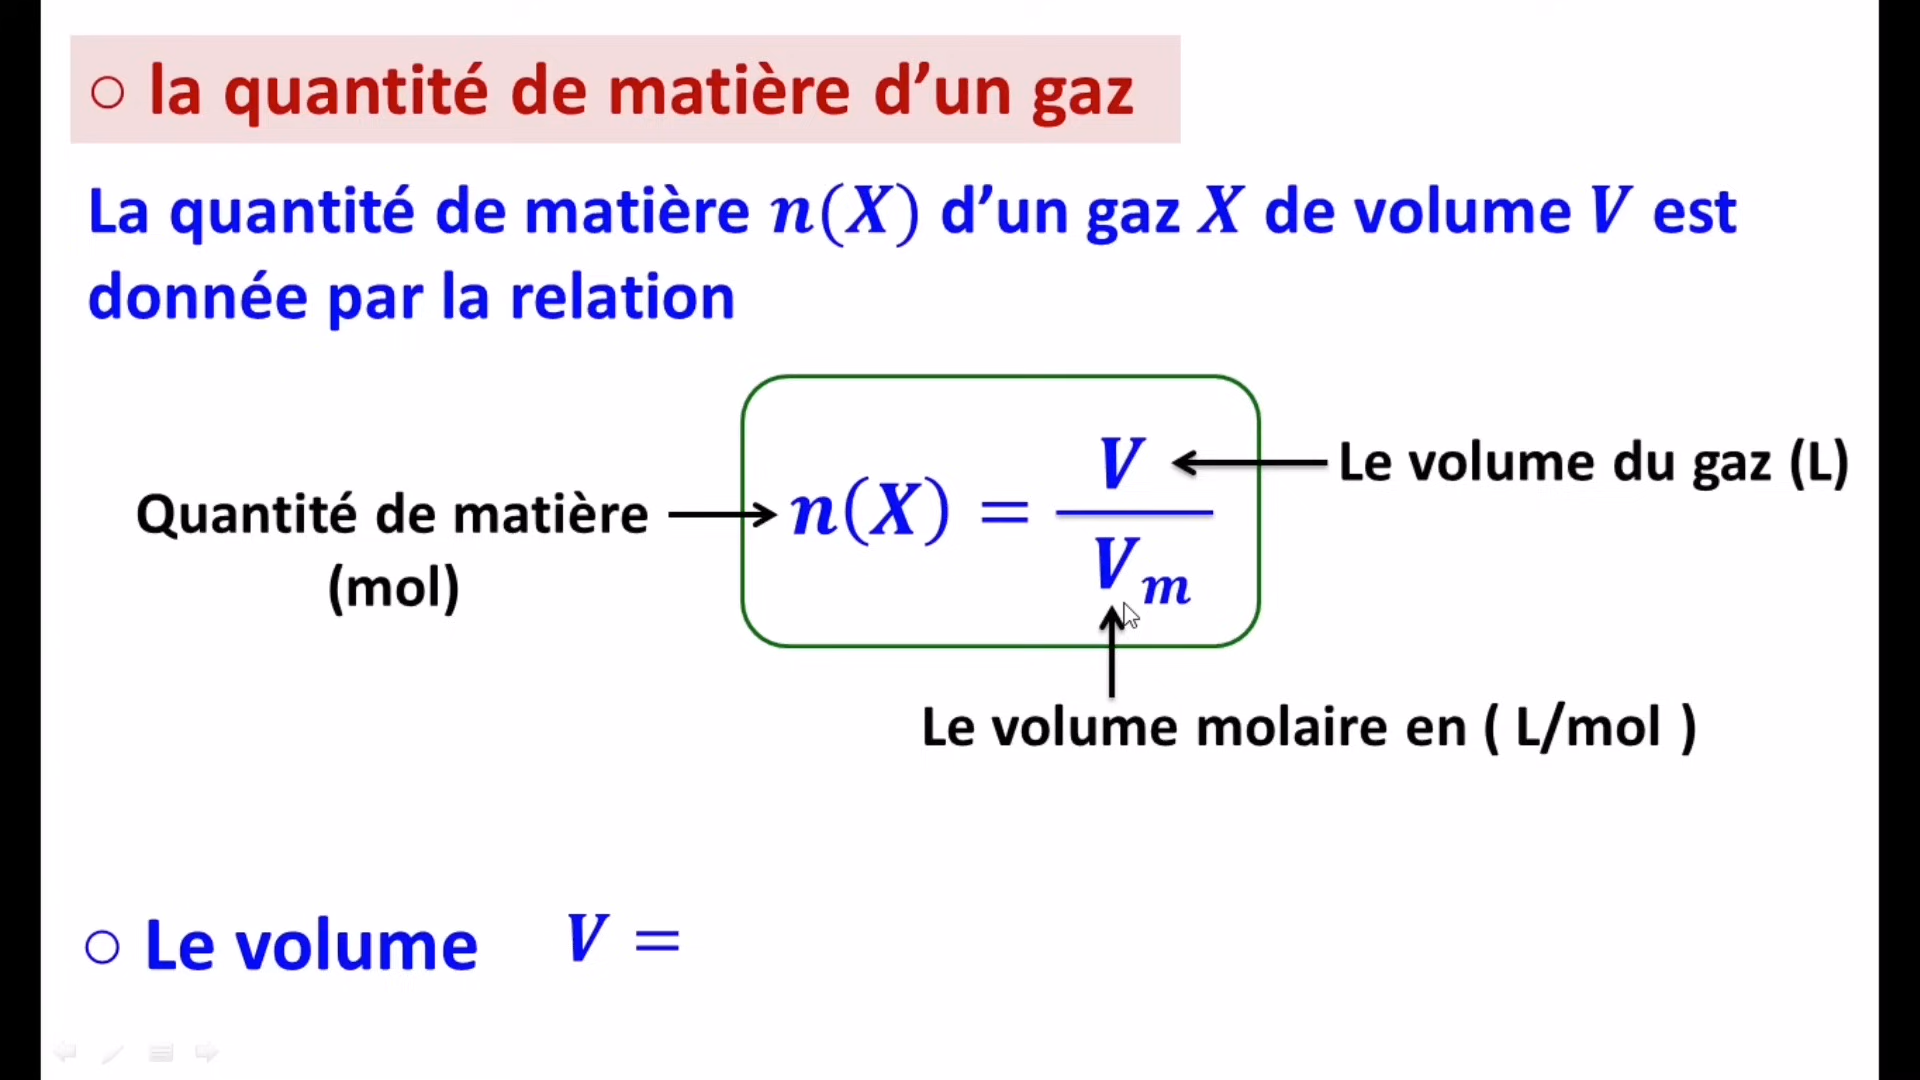 ○ la quantité de matière d’un gaz
La quantité de matière n(X) d’un gaz X de volume V est
donnée par la relation
Quantité de matière
(mol)
n(X) = V / V_m
Le volume du gaz (L)
Le volume molaire en ( L/mol )
○ Le volume V =